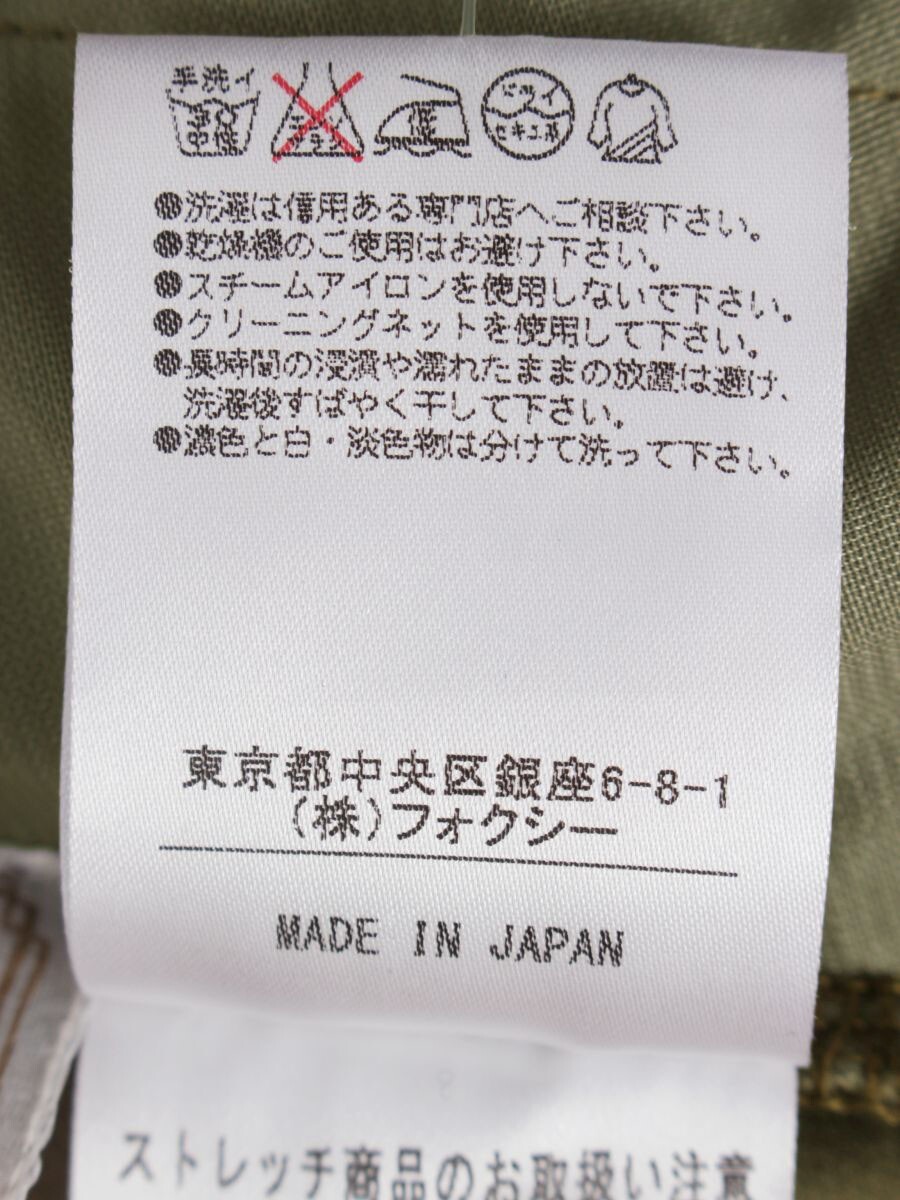 手洗イ
中性
エンソ
サラシ
ドライ
セキユ系
●洗濯は信用ある専門店へご相談下さい。
●乾燥機のご使用はお避け下さい。
●スチームアイロンを使用しないで下さい。
●クリーニングネットを使用して下さい。
●長時間の浸漬や濡れたままの放置は避け、
洗濯後すばやく干して下さい。
●濃色と白・淡色物は分けて洗って下さい。
東京都中央区銀座6-8-1
(株)フォクシー
MADE IN JAPAN
ストレッチ商品のお取扱い注意